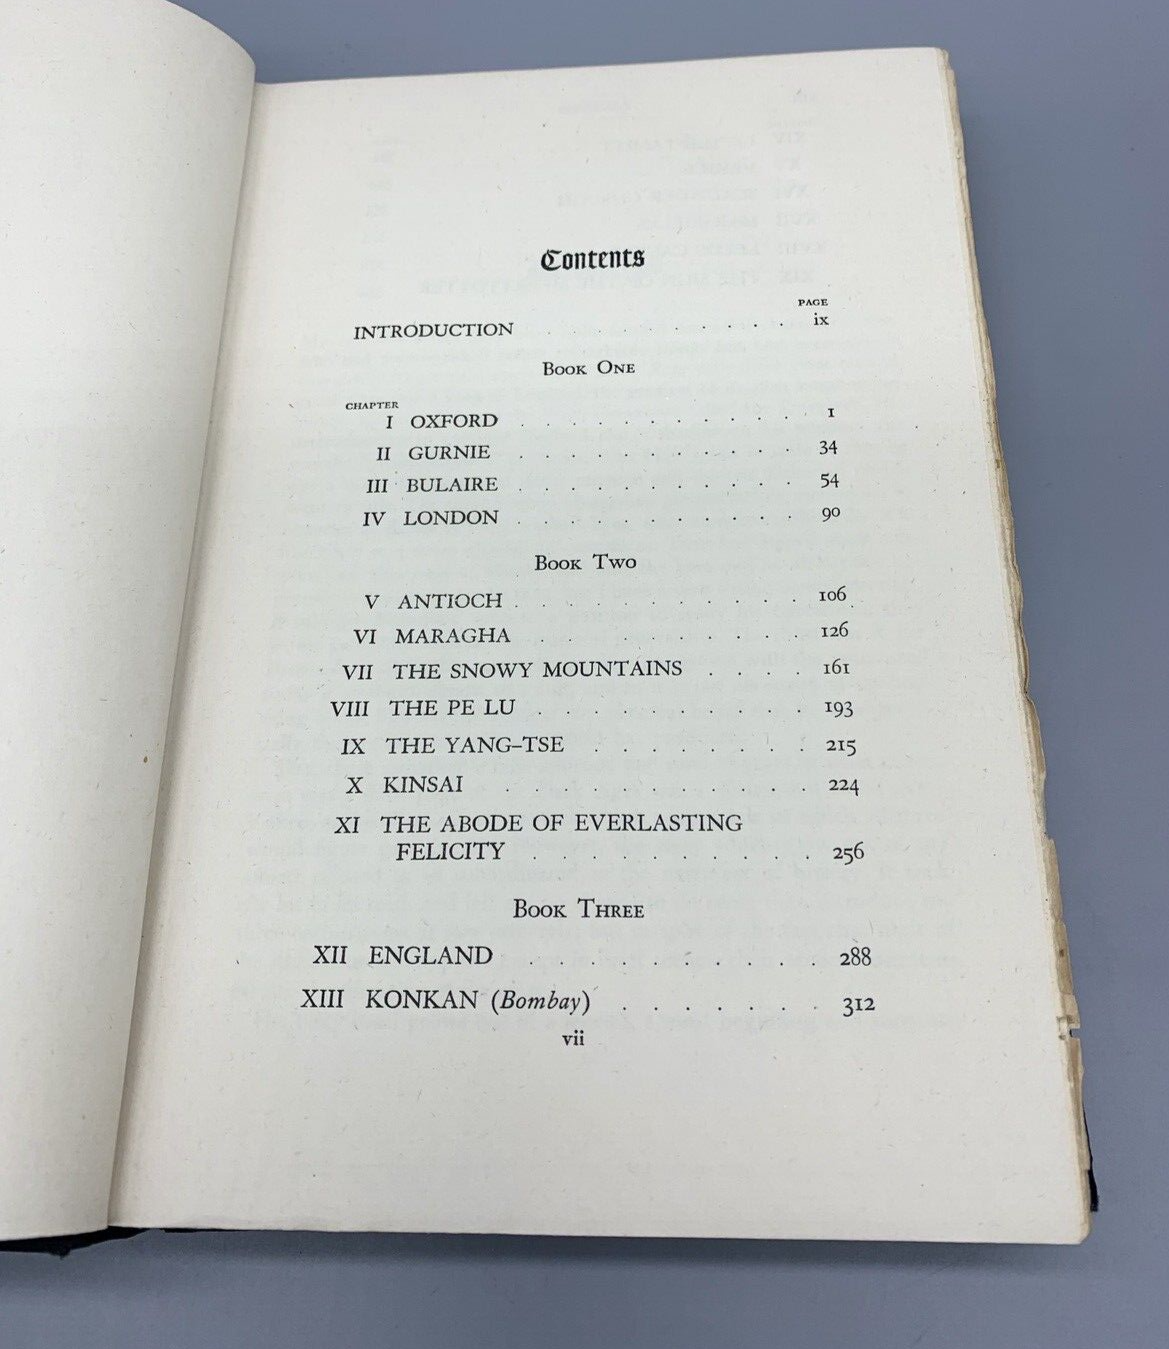 Contents
PAGE
INTRODUCTION . . . . . . . . . . ix
Book One
CHAPTER
I OXFORD . . . . . . . . . . . 1
II GURNIE . . . . . . . . . . . 34
III BULAIRE . . . . . . . . . . . 54
IV LONDON . . . . . . . . . . . 90
Book Two
V ANTIOCH . . . . . . . . . . . 106
VI MARAGHA . . . . . . . . . . . 126
VII THE SNOWY MOUNTAINS . . . . 161
VIII THE PE LU . . . . . . . . . . 193
IX THE YANG-TSE . . . . . . . . 215
X KINSAI . . . . . . . . . . . 224
XI THE ABODE OF EVERLASTING
FELICITY . . . . . . . . . . 256
Book Three
XII ENGLAND . . . . . . . . . . . 288
XIII KONKAN (Bombay) . . . . . . . 312
vii